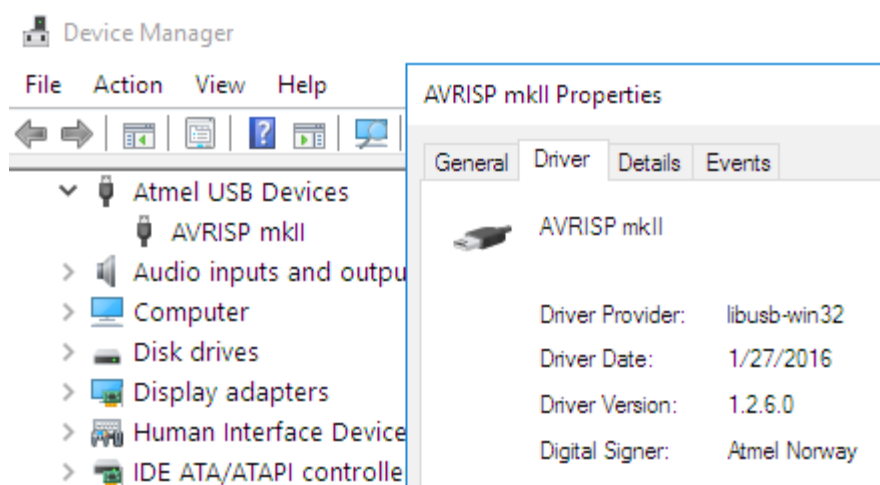 Device Manager
File Action View Help
Atmel USB Devices
AVRISP mkII
Audio inputs and outpu
Computer
Disk drives
Display adapters
Human Interface Device
IDE ATA/ATAPI controlle
AVRISP mkII Properties
General Driver Details Events
AVRISP mkII
Driver Provider: libusb-win32
Driver Date: 1/27/2016
Driver Version: 1.2.6.0
Digital Signer: Atmel Norway